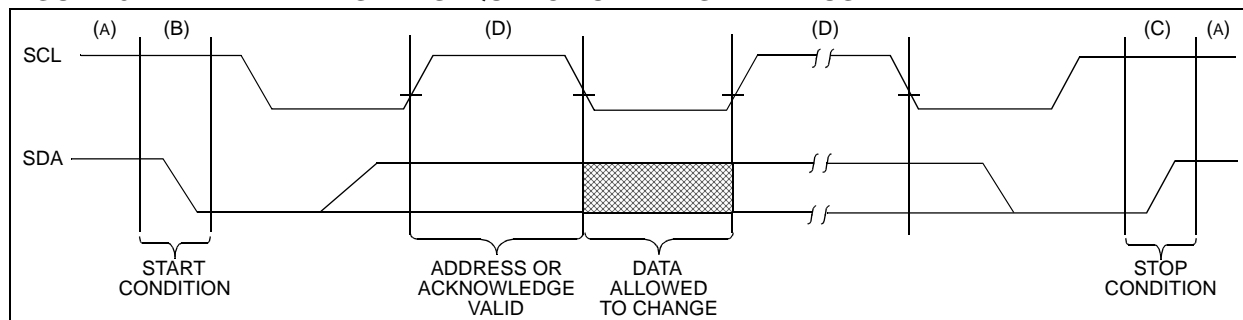 (A) (B) (D) (D) (C) (A)
SCL
SDA
START
CONDITION
ADDRESS OR
ACKNOWLEDGE
VALID
DATA
ALLOWED
TO CHANGE
STOP
CONDITION